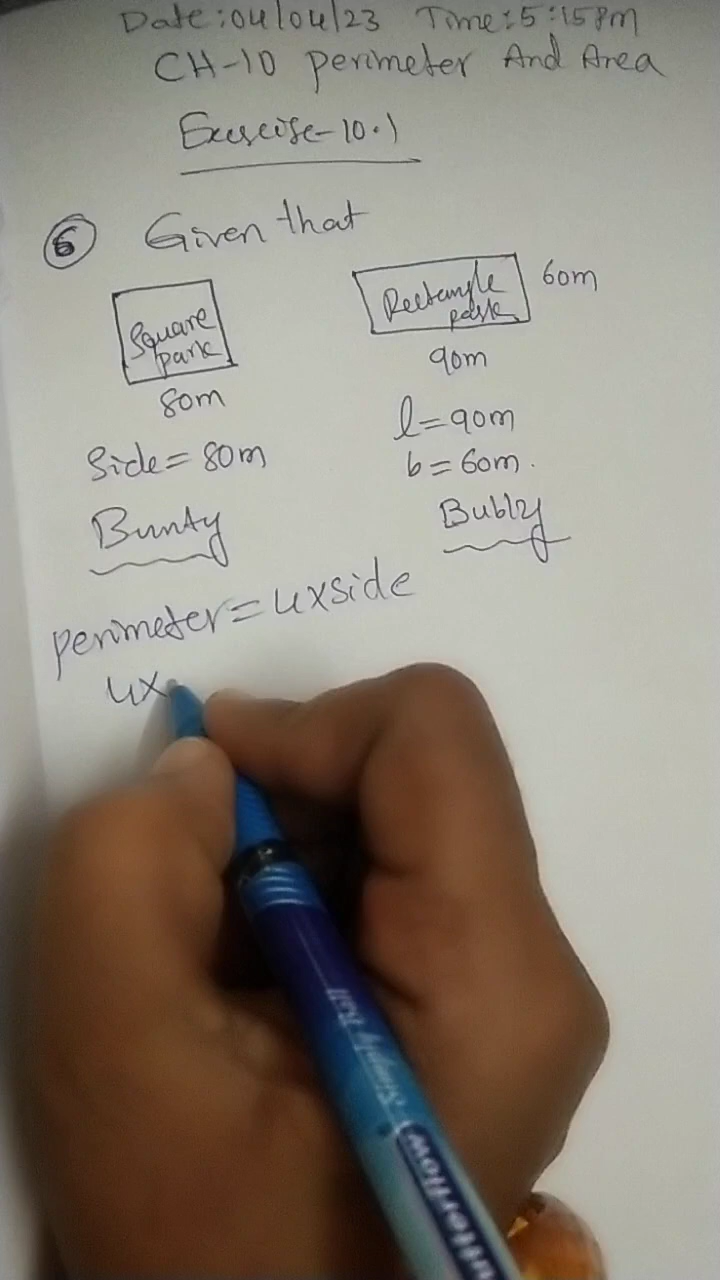 Date:04/04/23 Time:5:15PM
CH-10 Perimeter And Area
Exercise-10.1
6 Given that
Square
park
80m
Side=80m
Bunty
Rectangle
park
60m
90m
l=90m
b=60m.
Bubly
perimeter=4xside
4x
butterflow